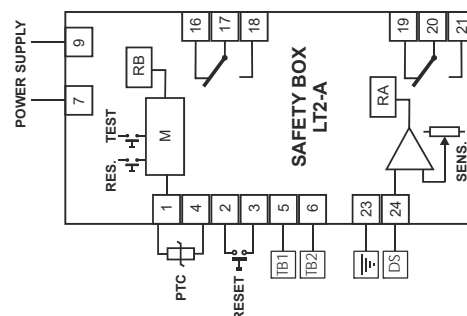 POWER SUPPLY
9
7
16
17
18
19
20
21
RB
RA
TEST
RES.
M
SAFETY BOX
LT2-A
SENS.
1
4
2
3
5
6
23
24
PTC
RESET
TB1
TB2
DS